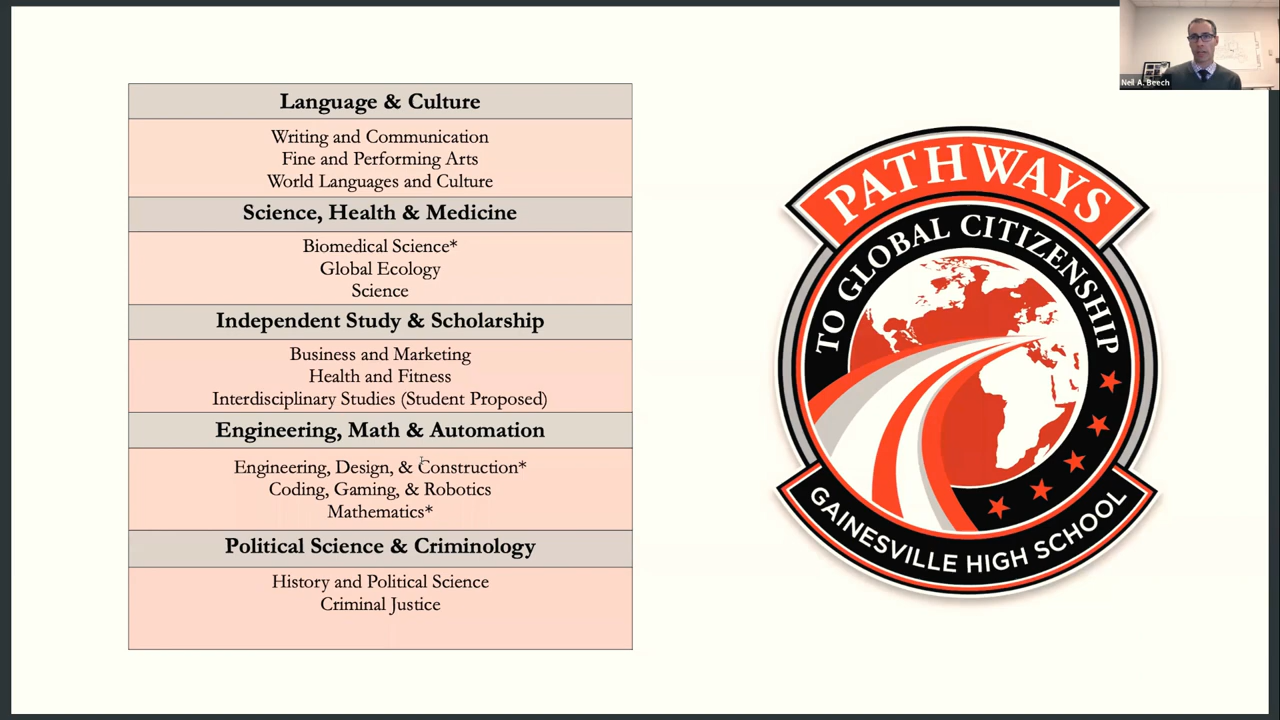 Neil A. Beech
Language & Culture
Writing and Communication
Fine and Performing Arts
World Languages and Culture
Science, Health & Medicine
Biomedical Science*
Global Ecology
Science
Independent Study & Scholarship
Business and Marketing
Health and Fitness
Interdisciplinary Studies (Student Proposed)
Engineering, Math & Automation
Engineering, Design, & Construction*
Coding, Gaming, & Robotics
Mathematics*
Political Science & Criminology
History and Political Science
Criminal Justice
PATHWAYS
TO GLOBAL CITIZENSHIP
GAINESVILLE HIGH SCHOOL